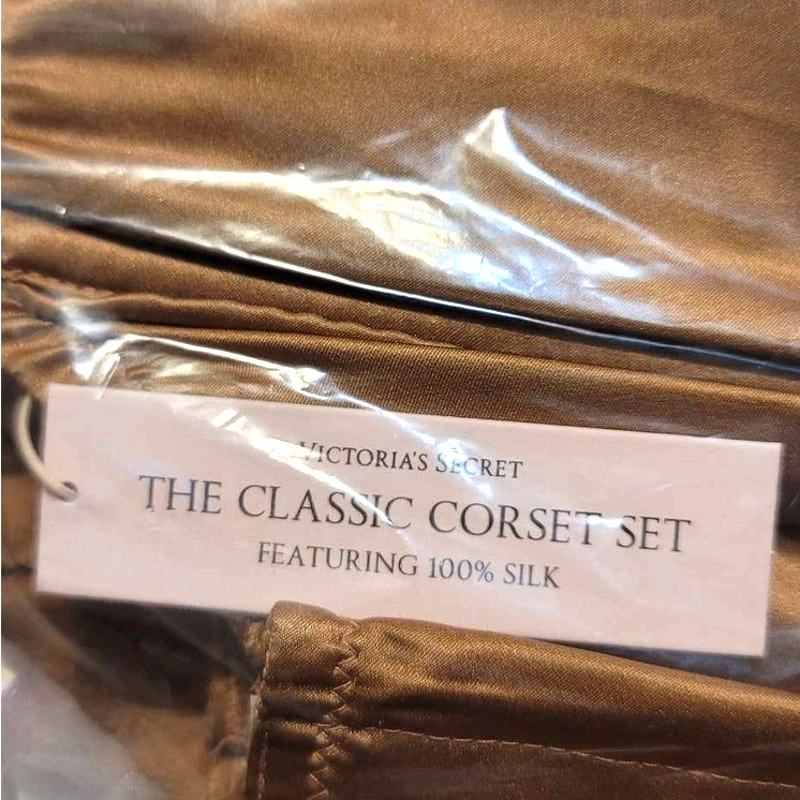 VICTORIA'S SECRET
THE CLASSIC CORSET SET
FEATURING 100% SILK